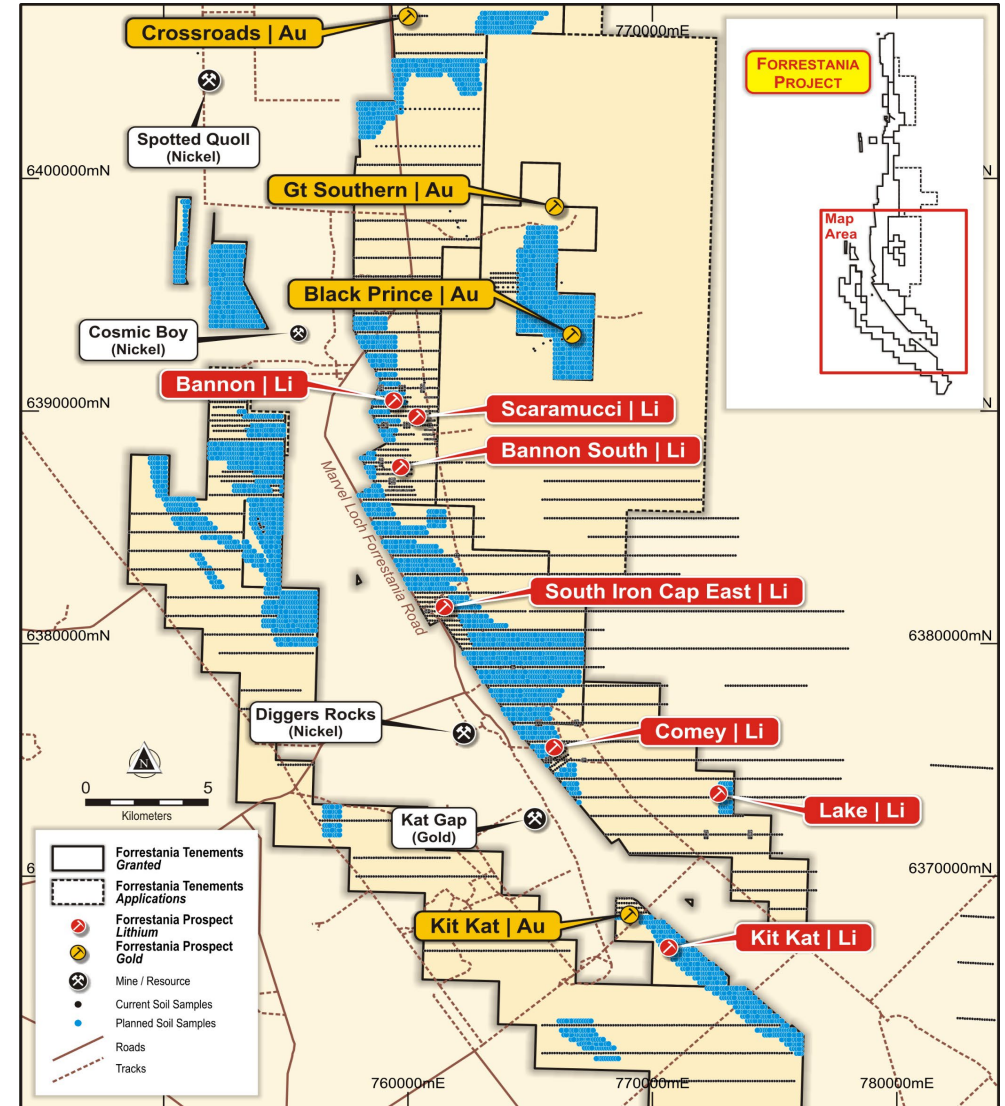 Crossroads | Au
770000mE
FORRESTANIA
PROJECT
Spotted Quoll
(Nickel)
6400000mN
N
Gt Southern | Au
Map
Area
Black Prince | Au
Cosmic Boy
(Nickel)
Bannon | Li
Scaramucci | Li
6390000mN
N
Bannon South | Li
Marvel Loch Forrestania Road
South Iron Cap East | Li
6380000mN
6380000mN
Diggers Rocks
(Nickel)
Comey | Li
N
0 5
Kilometers
Lake | Li
Kat Gap
(Gold)
6
6370000mN
Forrestania Tenements
Granted
Forrestania Tenements
Applications
Forrestania Prospect
Lithium
Forrestania Prospect
Gold
Mine / Resource
Current Soil Samples
Planned Soil Samples
Roads
Tracks
Kit Kat | Au
Kit Kat | Li
760000mE
770000mE
780000mE